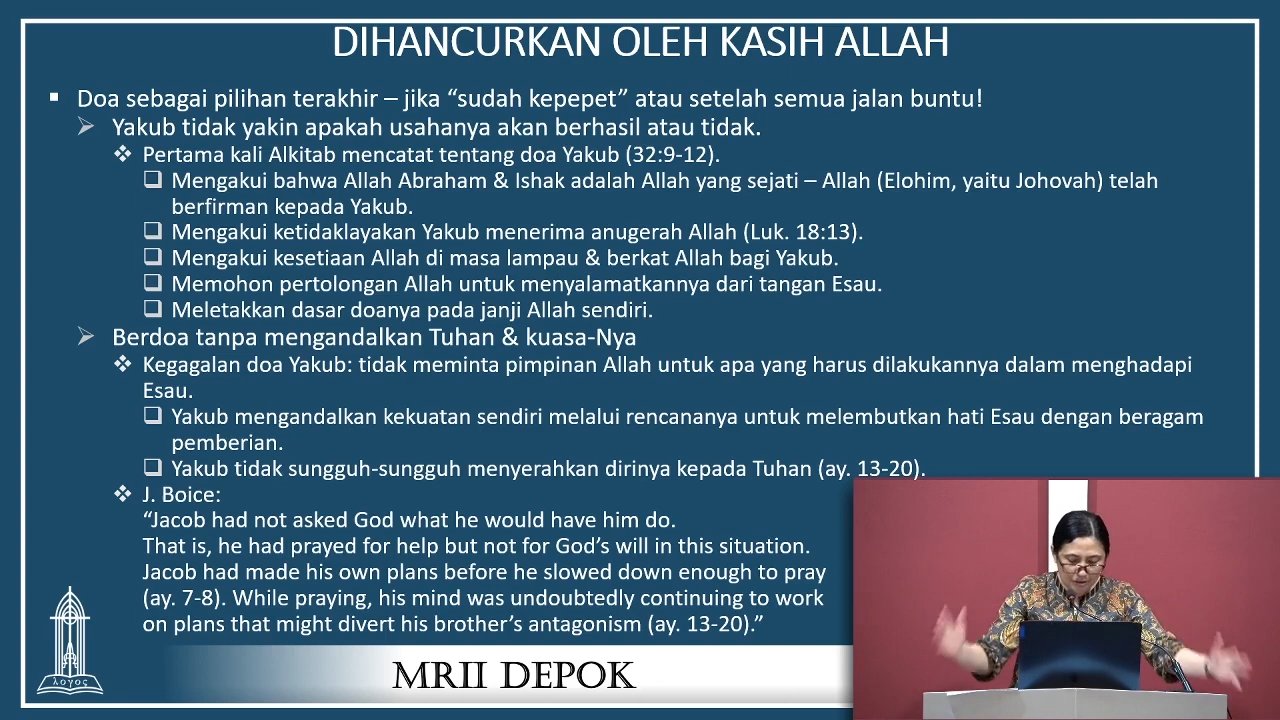 DIHANCURKAN OLEH KASIH ALLAH
▪ Doa sebagai pilihan terakhir – jika “sudah kepepet” atau setelah semua jalan buntu!
➢ Yakub tidak yakin apakah usahanya akan berhasil atau tidak.
❖ Pertama kali Alkitab mencatat tentang doa Yakub (32:9-12).
❑ Mengakui bahwa Allah Abraham & Ishak adalah Allah yang sejati – Allah (Elohim, yaitu Johovah) telah
berfirman kepada Yakub.
❑ Mengakui ketidaklayakan Yakub menerima anugerah Allah (Luk. 18:13).
❑ Mengakui kesetiaan Allah di masa lampau & berkat Allah bagi Yakub.
❑ Memohon pertolongan Allah untuk menyalamatkannya dari tangan Esau.
❑ Meletakkan dasar doanya pada janji Allah sendiri.
➢ Berdoa tanpa mengandalkan Tuhan & kuasa-Nya
❖ Kegagalan doa Yakub: tidak meminta pimpinan Allah untuk apa yang harus dilakukannya dalam menghadapi
Esau.
❑ Yakub mengandalkan kekuatan sendiri melalui rencananya untuk melembutkan hati Esau dengan beragam
pemberian.
❑ Yakub tidak sungguh-sungguh menyerahkan dirinya kepada Tuhan (ay. 13-20).
❖ J. Boice:
“Jacob had not asked God what he would have him do.
That is, he had prayed for help but not for God’s will in this situation.
Jacob had made his own plans before he slowed down enough to pray
(ay. 7-8). While praying, his mind was undoubtedly continuing to work
on plans that might divert his brother’s antagonism (ay. 13-20).”
λογος
MRII DEPOK